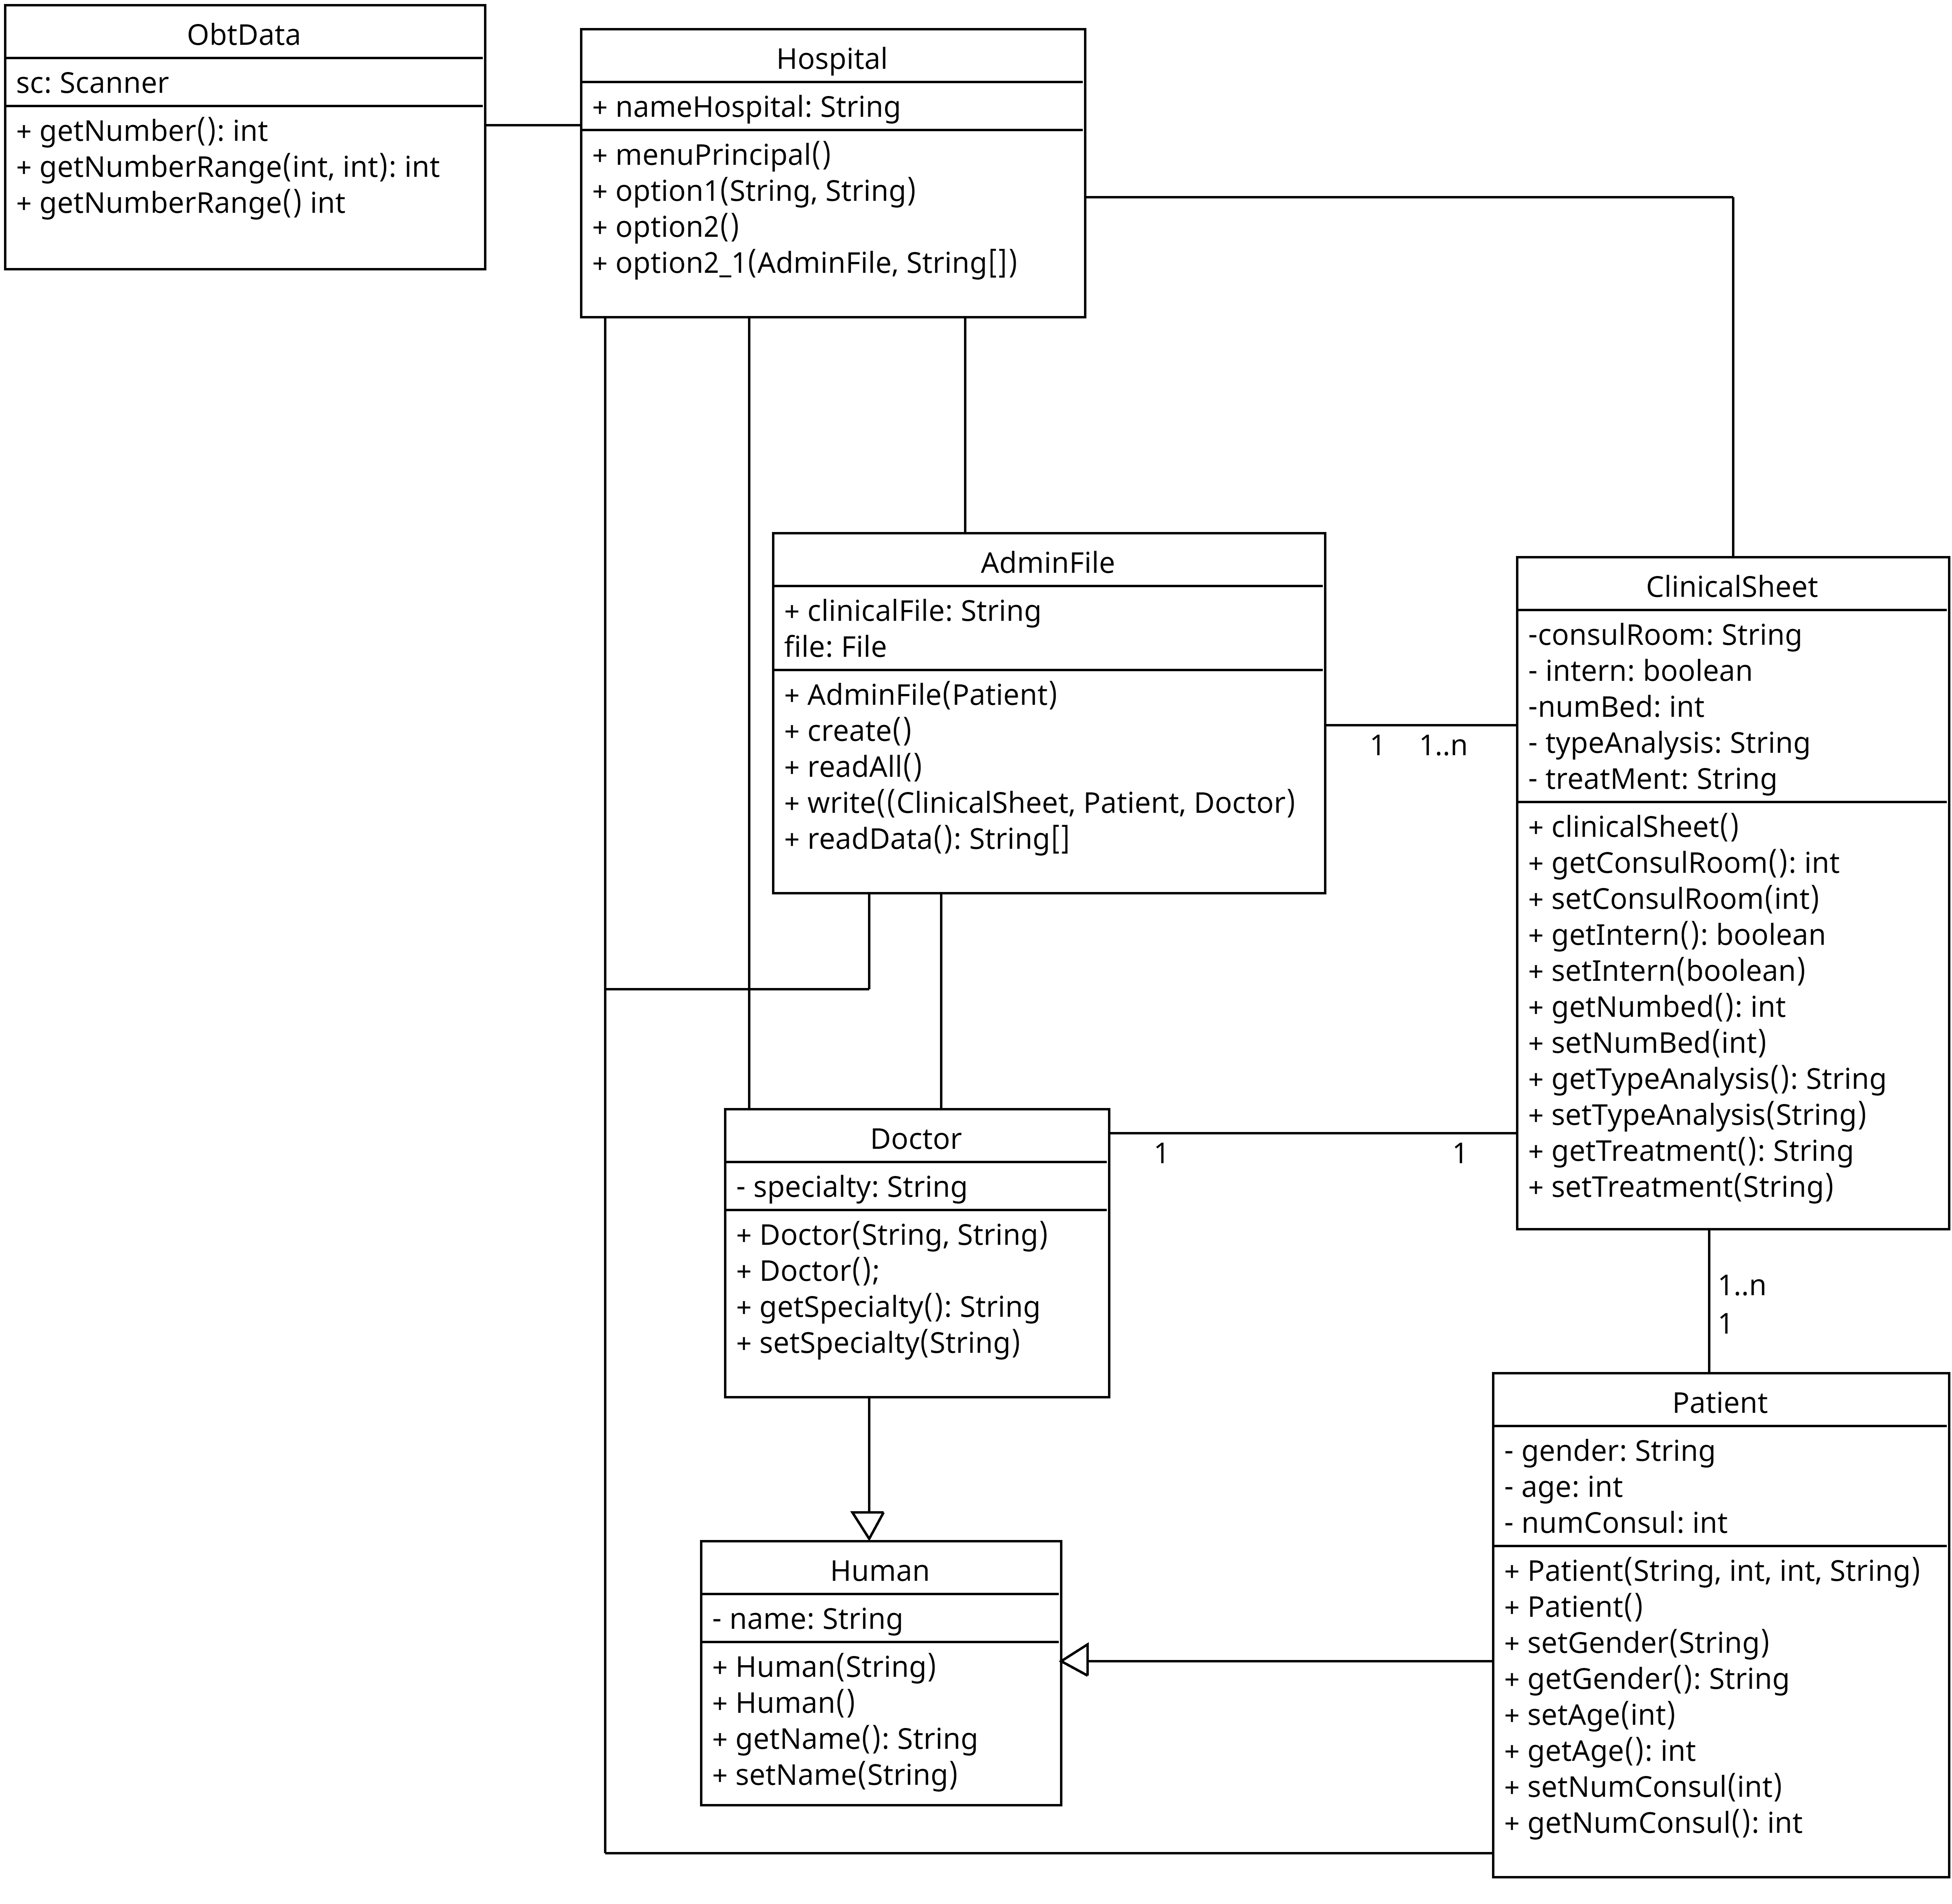 ObtData
sc: Scanner
+ getNumber(): int
+ getNumberRange(int, int): int
+ getNumberRange() int
Hospital
+ nameHospital: String
+ menuPrincipal()
+ option1(String, String)
+ option2()
+ option2_1(AdminFile, String[])
AdminFile
+ clinicalFile: String
file: File
+ AdminFile(Patient)
+ create()
+ readAll()
+ write((ClinicalSheet, Patient, Doctor)
+ readData(): String[]
1 1..n
ClinicalSheet
-consulRoom: String
- intern: boolean
-numBed: int
- typeAnalysis: String
- treatMent: String
+ clinicalSheet()
+ getConsulRoom(): int
+ setConsulRoom(int)
+ getIntern(): boolean
+ setIntern(boolean)
+ getNumbed(): int
+ setNumBed(int)
+ getTypeAnalysis(): String
+ setTypeAnalysis(String)
+ getTreatment(): String
+ setTreatment(String)
Doctor
- specialty: String
+ Doctor(String, String)
+ Doctor();
+ getSpecialty(): String
+ setSpecialty(String)
1 1
1..n
1
Human
- name: String
+ Human(String)
+ Human()
+ getName(): String
+ setName(String)
Patient
- gender: String
- age: int
- numConsul: int
+ Patient(String, int, int, String)
+ Patient()
+ setGender(String)
+ getGender(): String
+ setAge(int)
+ getAge(): int
+ setNumConsul(int)
+ getNumConsul(): int